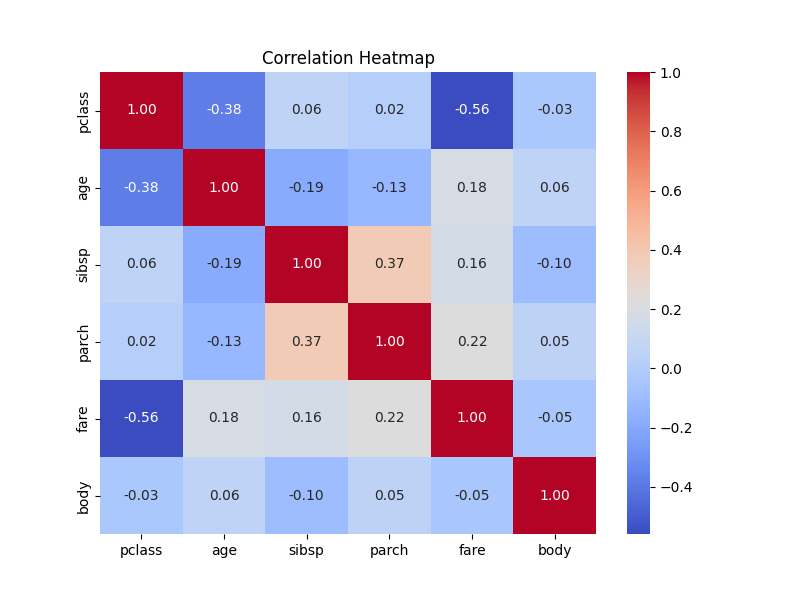 Correlation Heatmap
pclass 1.00 -0.38 0.06 0.02 -0.56 -0.03
age -0.38 1.00 -0.19 -0.13 0.18 0.06
sibsp 0.06 -0.19 1.00 0.37 0.16 -0.10
parch 0.02 -0.13 0.37 1.00 0.22 0.05
fare -0.56 0.18 0.16 0.22 1.00 -0.05
body -0.03 0.06 -0.10 0.05 -0.05 1.00
pclass age sibsp parch fare body
1.0
0.8
0.6
0.4
0.2
0.0
−0.2
−0.4